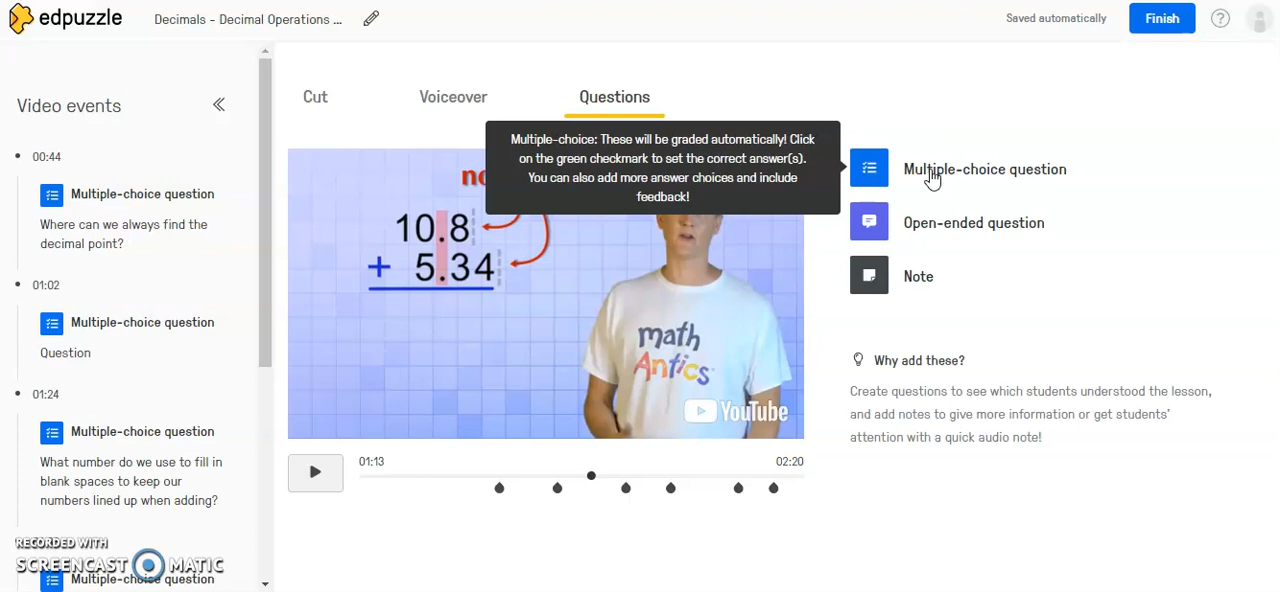 edpuzzle
Decimals - Decimal Operations ...
Saved automatically
Finish
?
Video events
00:44
Multiple-choice question
Where can we always find the
decimal point?
01:02
Multiple-choice question
Question
01:24
Multiple-choice question
What number do we use to fill in
blank spaces to keep our
numbers lined up when adding?
Multiple-choice question
RECORDED WITH
SCREENCAST MATIC
Cut
Voiceover
Questions
Multiple-choice: These will be graded automatically! Click
on the green checkmark to set the correct answer(s).
You can also add more answer choices and include
feedback!
10.8
+ 5.34
math
Antics
YouTube
01:13
02:20
Multiple-choice question
Open-ended question
Note
Why add these?
Create questions to see which students understood the lesson,
and add notes to give more information or get students'
attention with a quick audio note!